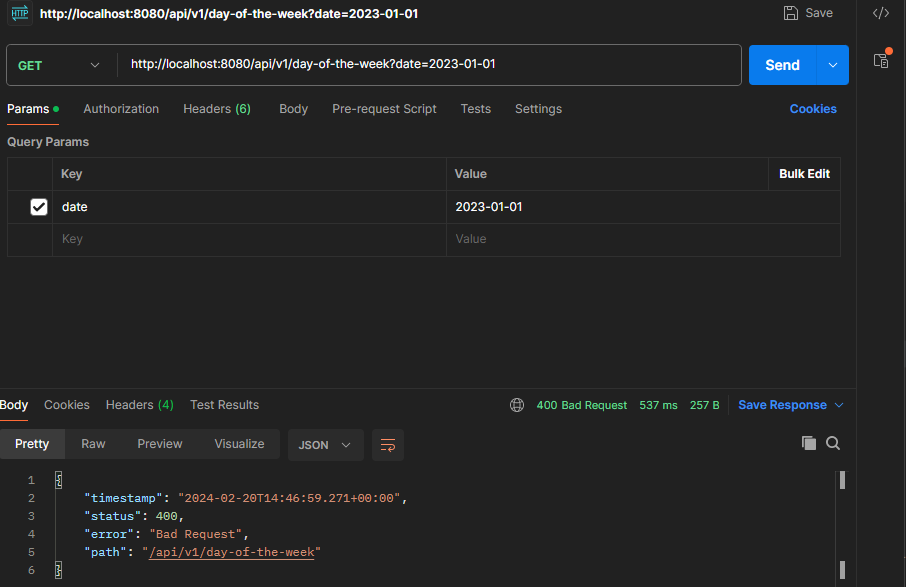 HTTP http://localhost:8080/api/v1/day-of-the-week?date=2023-01-01 Save
GET http://localhost:8080/api/v1/day-of-the-week?date=2023-01-01 Send
Params Authorization Headers (6) Body Pre-request Script Tests Settings Cookies
Query Params
Key Value Bulk Edit
date 2023-01-01
Key Value
Body Cookies Headers (4) Test Results 400 Bad Request 537 ms 257 B Save Response
Pretty Raw Preview Visualize JSON
1 {
2 "timestamp": "2024-02-20T14:46:59.271+00:00",
3 "status": 400,
4 "error": "Bad Request",
5 "path": "/api/v1/day-of-the-week"
6 }